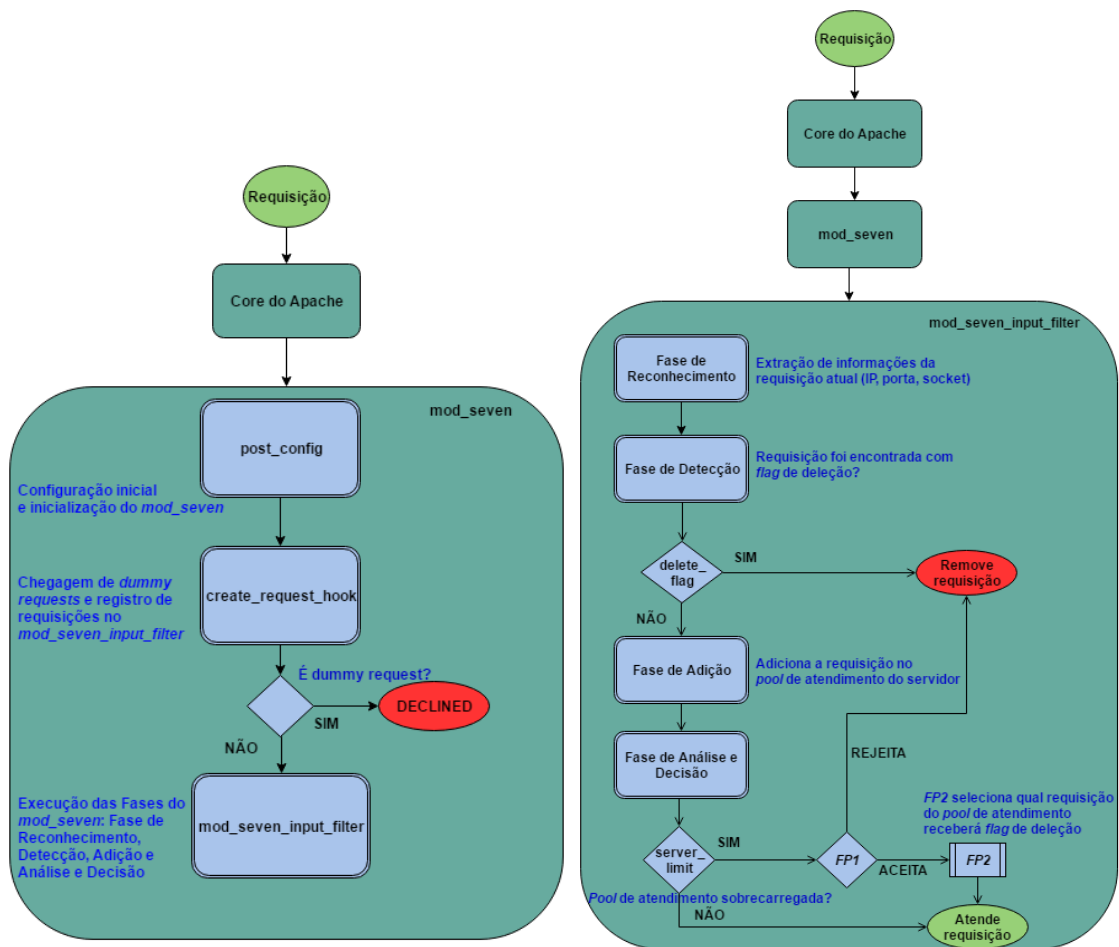 Requisição
Core do Apache
mod_seven
post_config
Configuração inicial
e inicialização do mod_seven
Chegagem de dummy
requests e registro de
requisições no
mod_seven_input_filter
create_request_hook
É dummy request?
DECLINED
SIM
NÃO
Execução das Fases do
mod_seven: Fase de
Reconhecimento,
Detecção, Adição e
Análise e Decisão
mod_seven_input_filter
Requisição
Core do Apache
mod_seven
mod_seven_input_filter
Fase de
Reconhecimento
Extração de informações da
requisição atual (IP, porta, socket)
Fase de Detecção
Requisição foi encontrada com
flag de deleção?
delete_
flag
SIM
Remove
requisição
NÃO
Fase de Adição
Adiciona a requisição no
pool de atendimento do servidor
Fase de Análise e
Decisão
REJEITA
FP2 seleciona qual requisição
do pool de atendimento
receberá flag de deleção
server_
limit
SIM
FP1
ACEITA
FP2
Pool de atendimento sobrecarregada?
NÃO
Atende
requisição